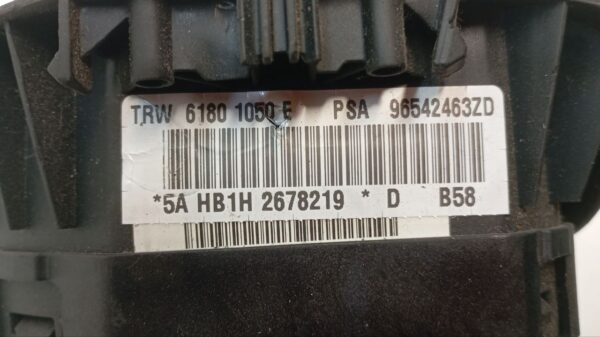 TRW 6180 1050 E PSA 96542463ZD
*5A HB1H 2678219 * D B58